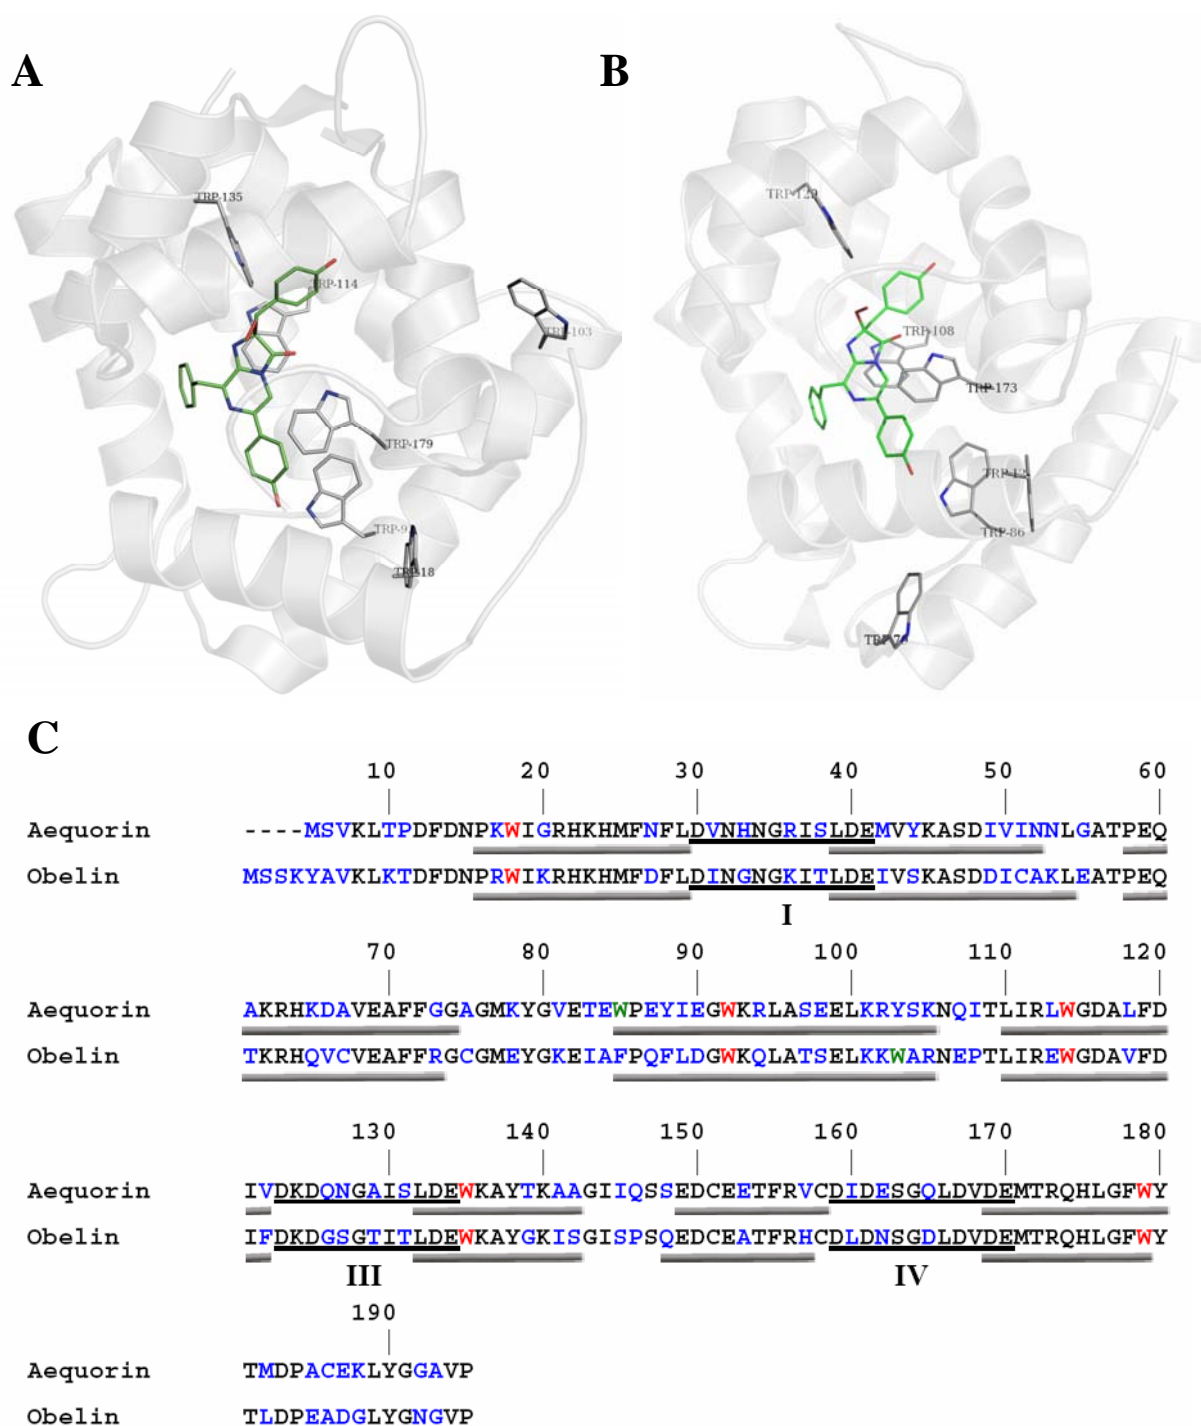 A
TRP-135
TRP-114
TRP-103
TRP-179
TRP-9
TRP-18
B
TRP-129
TRP-108
TRP-173
TRP-12
TRP-86
C
10 20 30 40 50 60
Aequorin ----MSVKLTPDFDNPKWIGRHKHMFNFLDVNHNGRISLDEMVYKASDIVINNLGATPEQ
Obelin MSSKYAVKLKTDFDNPRWIKRHKHMFDFLDINGNGKITLDEIVSKASDDICAKLEATPEQ
I
70 80 90 100 110 120
Aequorin AKRHKDAVEAFFGGAGMKYGVETEWPEYIEGWKRLASEELKRYSKNQITLIRLWGDALFD
Obelin TKRHQVCVEAFFRGCGMEYGKEIAFPQFLDGWKQLATSELKKWARNEPTLIREWGDAVFD
130 140 150 160 170 180
Aequorin IVDKDQNGAISLDEWKAYTKAAGIIQSSEDCEETFRVCDIDESGQLDVDEMTRQHLGFWY
Obelin IFDKDGSGTITLDEWKAYGKISGISPSQEDCEATFRHCDLDNSGDLDVDEMTRQHLGFWY
III IV
190
Aequorin TMDPACEKLYGGAVP
Obelin TLDPEADGLYGNGVP